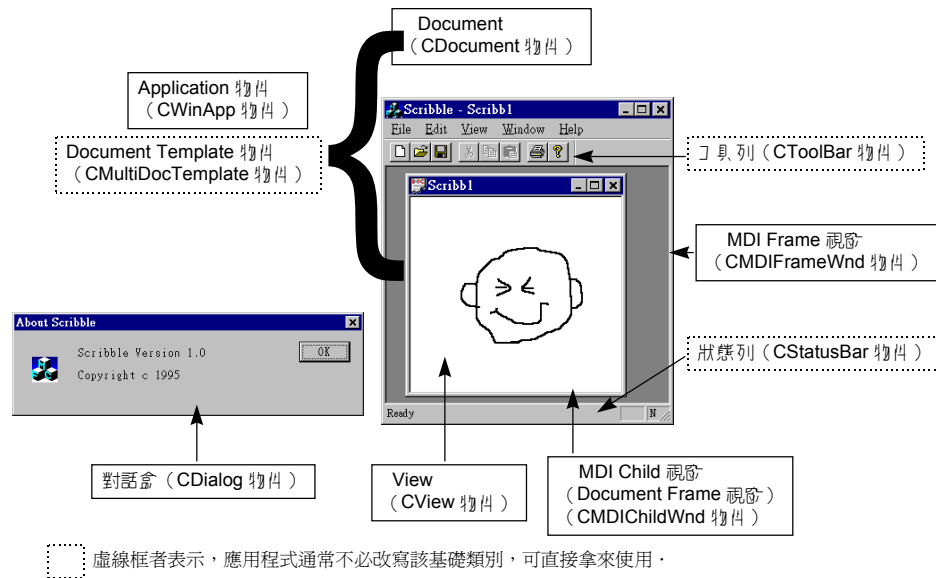 Document
（CDocument 物件）
Application 物件
（CWinApp 物件）
Document Template 物件
（CMultiDocTemplate 物件）
Scribble - Scribb1
File Edit View Window Help
工具列（CToolBar 物件）
Scribb1
MDI Frame 視窗
（CMDIFrameWnd 物件）
About Scribble
Scribble Version 1.0
OK
Copyright c 1995
狀態列（CStatusBar 物件）
Ready
N
對話盒（CDialog 物件）
View
（CView 物件）
MDI Child 視窗
（Document Frame 視窗）
（CMDIChildWnd 物件）
虛線框者表示，應用程式通常不必改寫該基礎類別，可直接拿來使用．